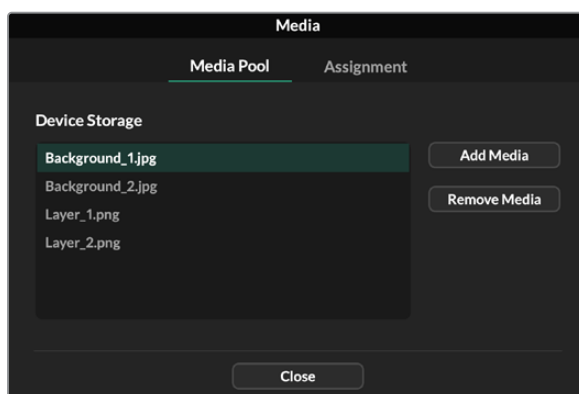 Media
Media Pool Assignment
Device Storage
Background_1.jpg
Background_2.jpg
Layer_1.png
Layer_2.png
Add Media
Remove Media
Close